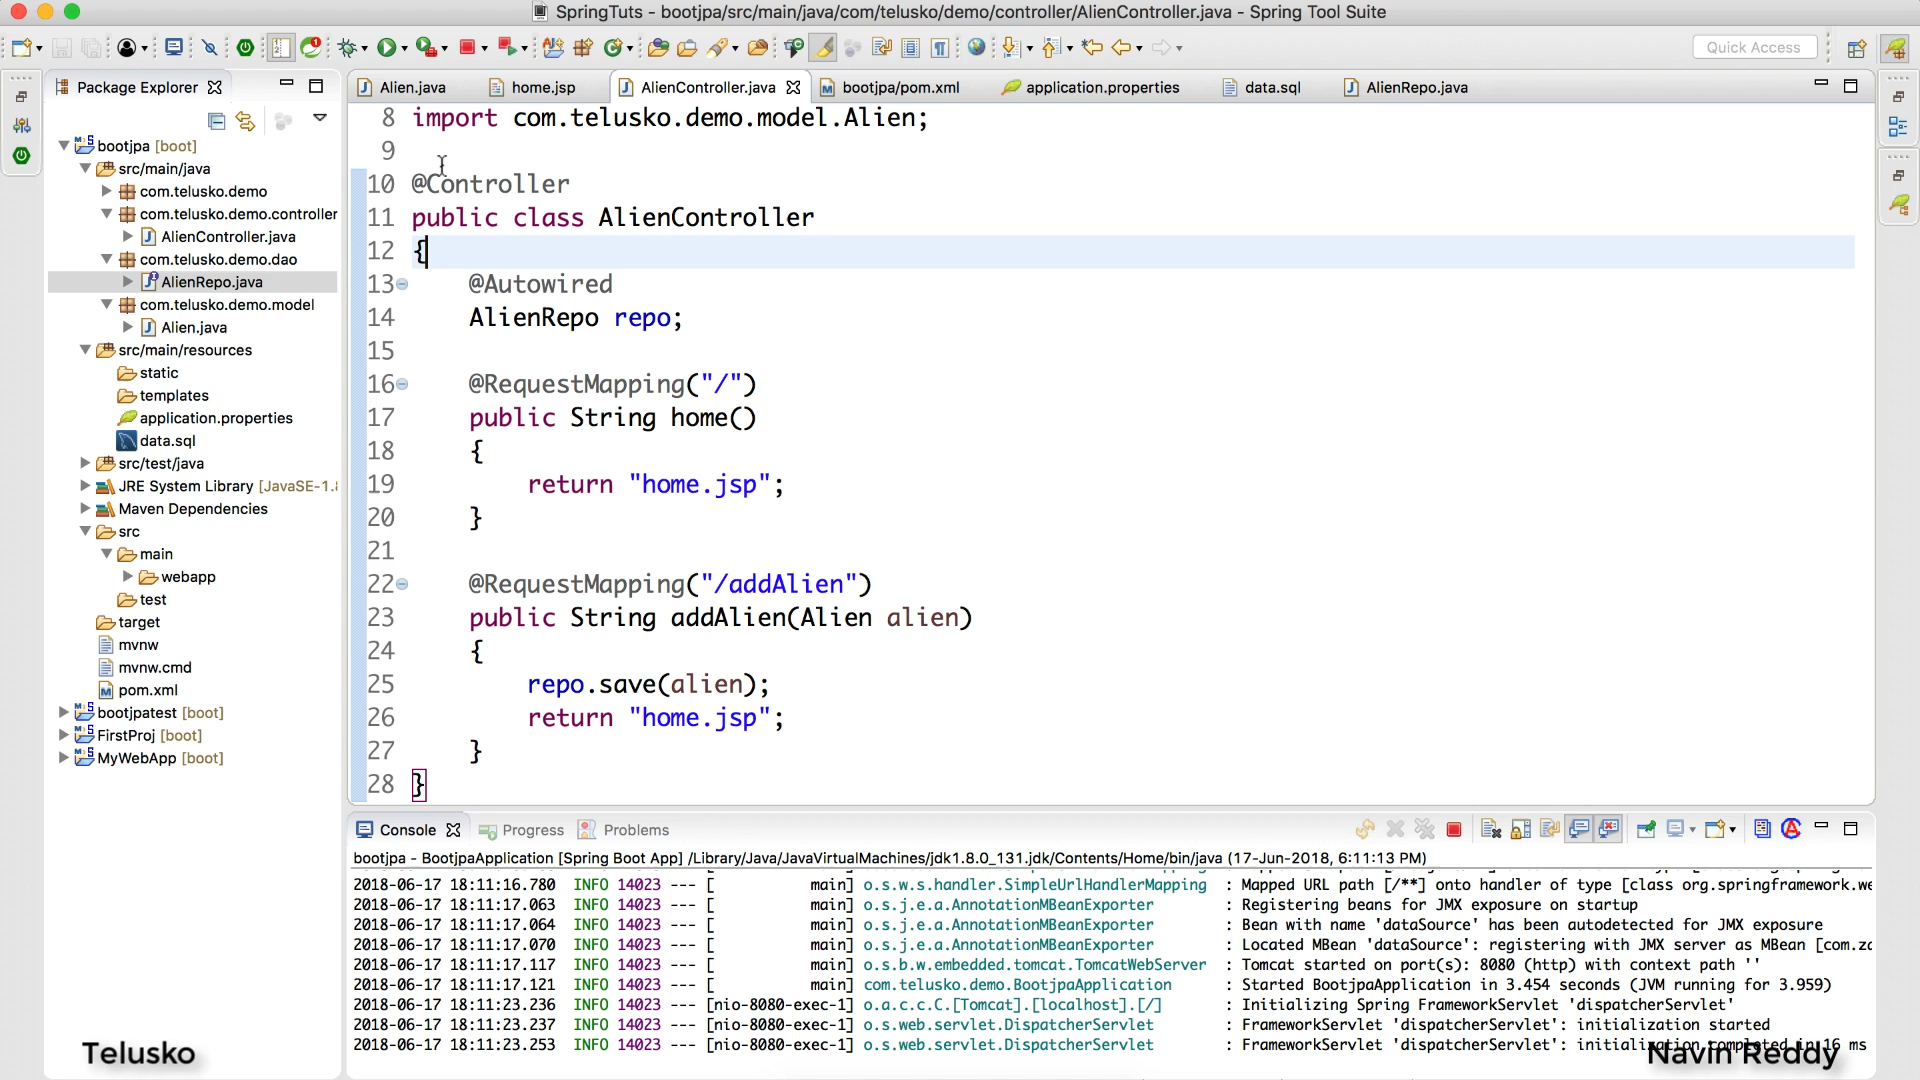 SpringTuts - bootjpa/src/main/java/com/telusko/demo/controller/AlienController.java - Spring Tool Suite
Quick Access
Package Explorer
Alien.java
home.jsp
AlienController.java
bootjpa/pom.xml
application.properties
data.sql
AlienRepo.java
bootjpa [boot]
src/main/java
com.telusko.demo
com.telusko.demo.controller
AlienController.java
com.telusko.demo.dao
AlienRepo.java
com.telusko.demo.model
Alien.java
src/main/resources
static
templates
application.properties
data.sql
src/test/java
JRE System Library [JavaSE-1.8
Maven Dependencies
src
main
webapp
test
target
mvnw
mvnw.cmd
pom.xml
bootjpatest [boot]
FirstProj [boot]
MyWebApp [boot]
8 import com.telusko.demo.model.Alien;
9
10 @Controller
11 public class AlienController
12 {
13 @Autowired
14 AlienRepo repo;
15
16 @RequestMapping("/")
17 public String home()
18 {
19 return "home.jsp";
20 }
21
22 @RequestMapping("/addAlien")
23 public String addAlien(Alien alien)
24 {
25 repo.save(alien);
26 return "home.jsp";
27 }
28 }
Console
Progress
Problems
bootjpa - BootjpaApplication [Spring Boot App] /Library/Java/JavaVirtualMachines/jdk1.8.0_131.jdk/Contents/Home/bin/java (17-Jun-2018, 6:11:13 PM)
2018-06-17 18:11:16.780 INFO 14023 --- [ main] o.s.w.s.handler.SimpleUrlHandlerMapping : Mapped URL path [/**] onto handler of type [class org.springframework.we
2018-06-17 18:11:17.063 INFO 14023 --- [ main] o.s.j.e.a.AnnotationMBeanExporter : Registering beans for JMX exposure on startup
2018-06-17 18:11:17.064 INFO 14023 --- [ main] o.s.j.e.a.AnnotationMBeanExporter : Bean with name 'dataSource' has been autodetected for JMX exposure
2018-06-17 18:11:17.070 INFO 14023 --- [ main] o.s.j.e.a.AnnotationMBeanExporter : Located MBean 'dataSource': registering with JMX server as MBean [com.za
2018-06-17 18:11:17.117 INFO 14023 --- [ main] o.s.b.w.embedded.tomcat.TomcatWebServer : Tomcat started on port(s): 8080 (http) with context path ''
2018-06-17 18:11:17.121 INFO 14023 --- [ main] com.telusko.demo.BootjpaApplication : Started BootjpaApplication in 3.454 seconds (JVM running for 3.959)
2018-06-17 18:11:23.236 INFO 14023 --- [nio-8080-exec-1] o.a.c.c.C.[Tomcat].[localhost].[/] : Initializing Spring FrameworkServlet 'dispatcherServlet'
2018-06-17 18:11:23.237 INFO 14023 --- [nio-8080-exec-1] o.s.web.servlet.DispatcherServlet : FrameworkServlet 'dispatcherServlet': initialization started
2018-06-17 18:11:23.253 INFO 14023 --- [nio-8080-exec-1] o.s.web.servlet.DispatcherServlet : FrameworkServlet 'dispatcherServlet': initialization completed in 16 ms
Telusko
Navin Reddy